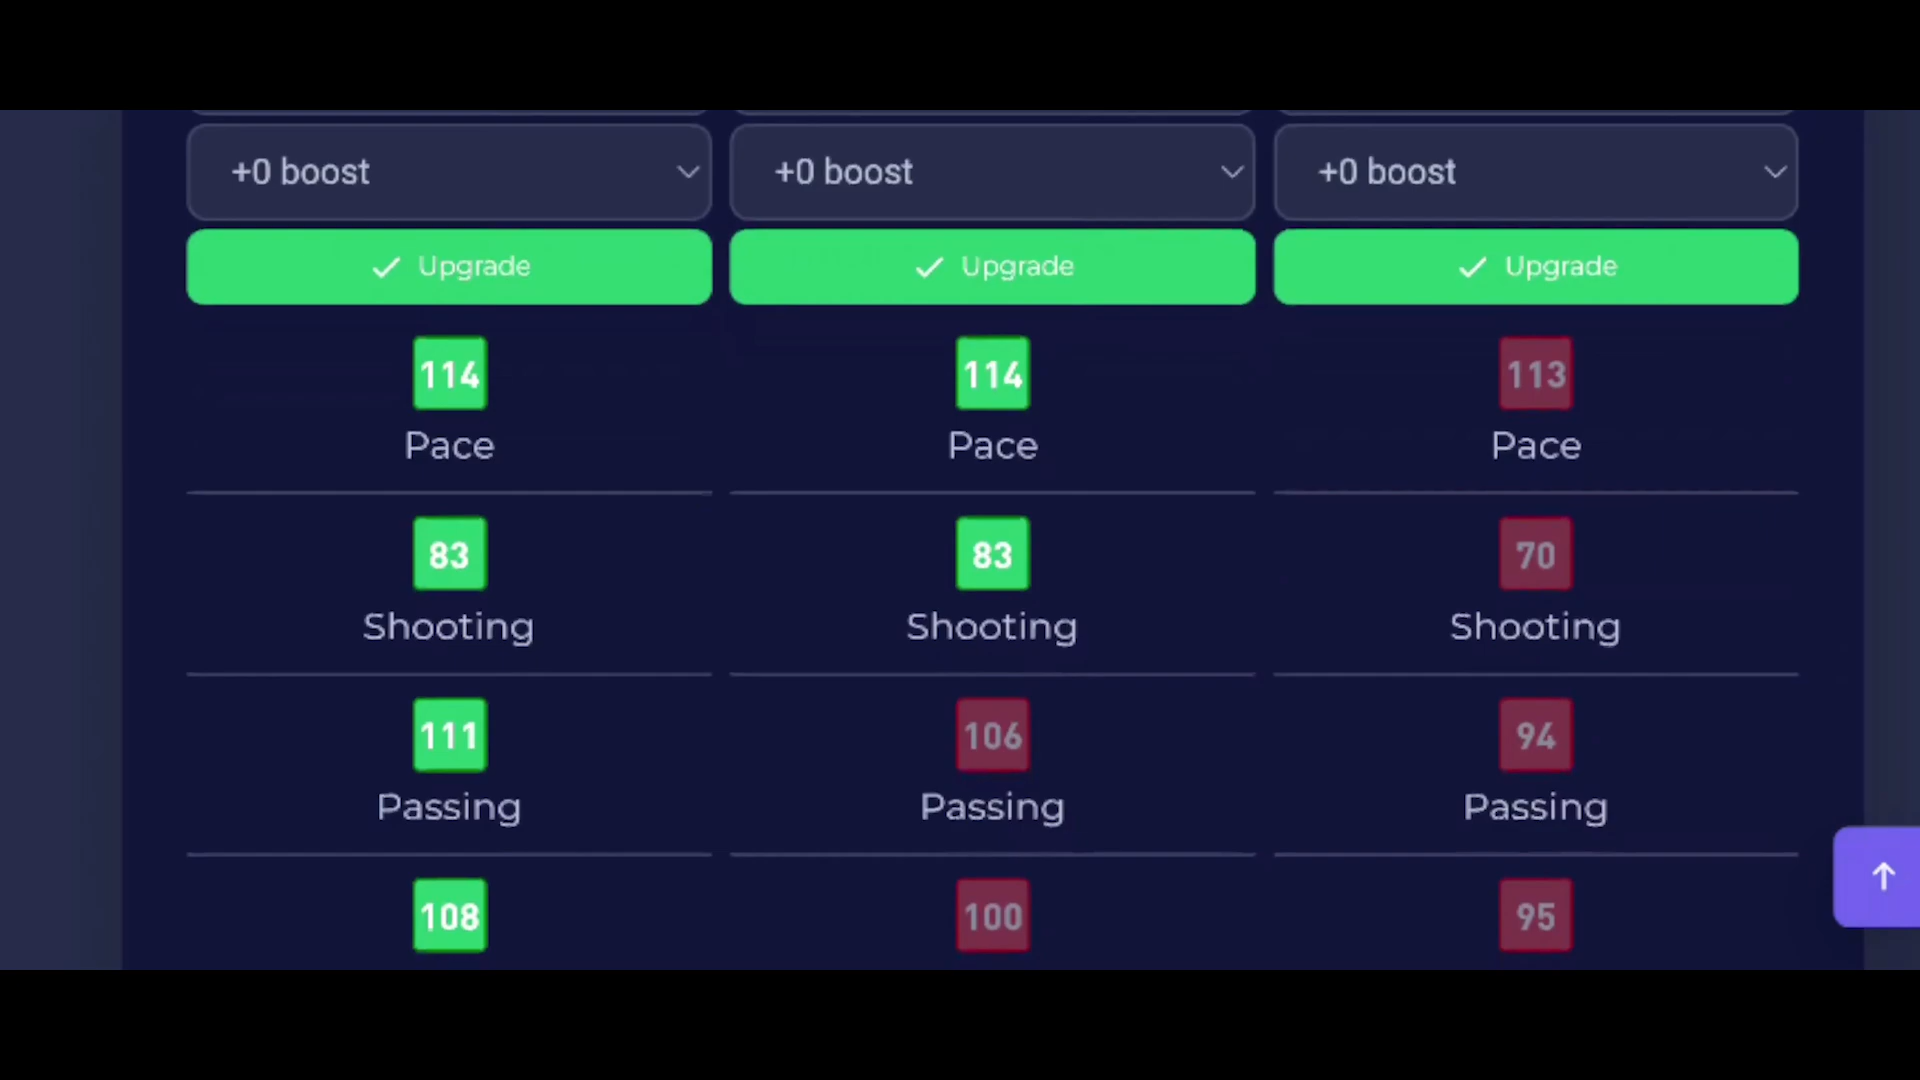 +0 boost +0 boost +0 boost
Upgrade Upgrade Upgrade
114 114 113
Pace Pace Pace
83 83 70
Shooting Shooting Shooting
111 106 94
Passing Passing Passing
108 100 95